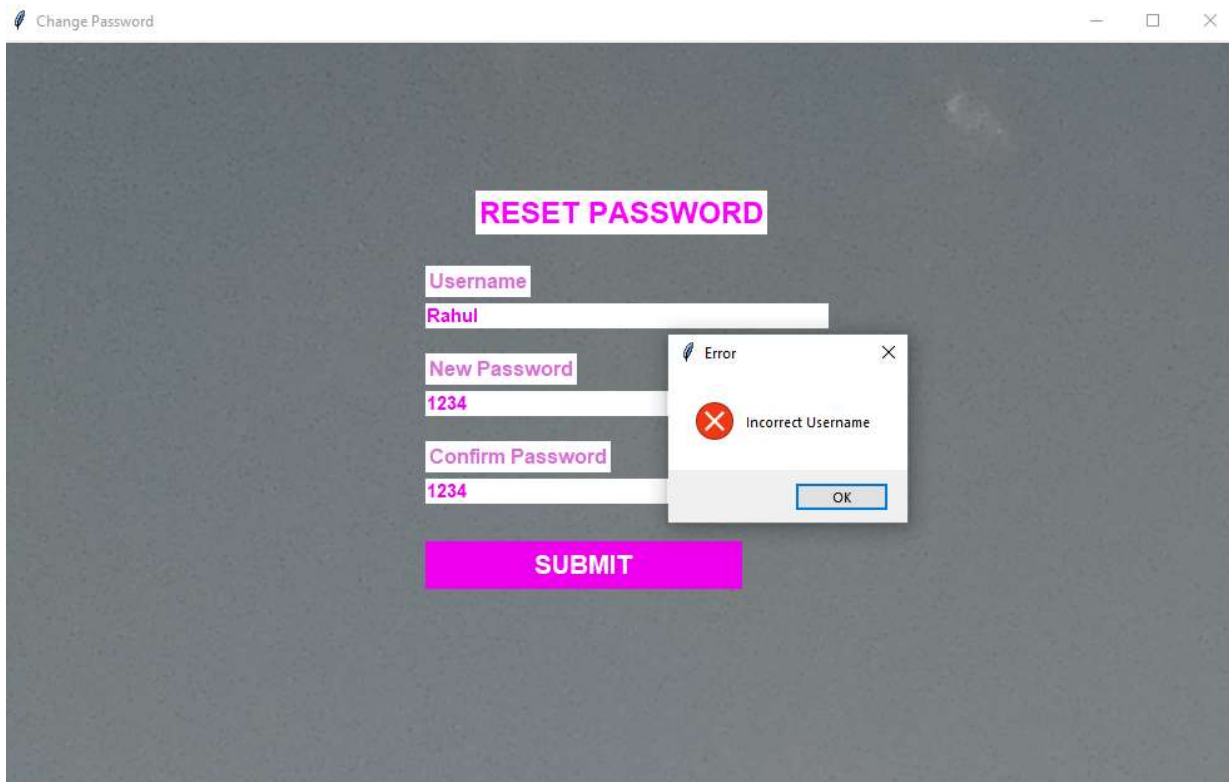 Change Password
RESET PASSWORD
Username
Rahul
New Password
1234
Confirm Password
1234
SUBMIT
Error
Incorrect Username
OK